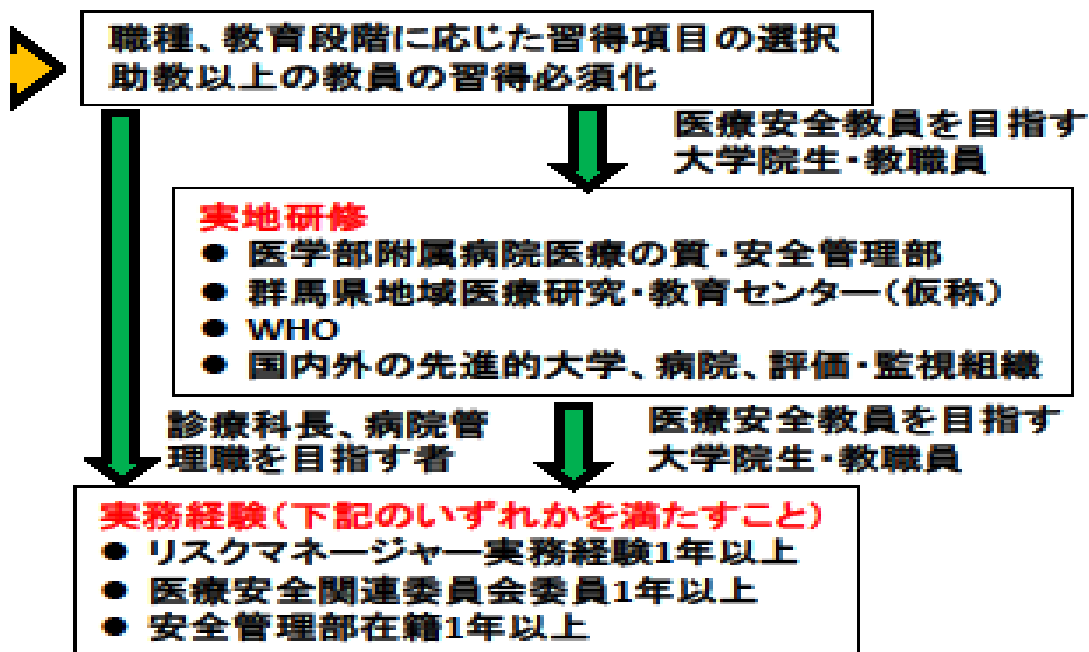 職種、教育段階に応じた習得項目の選択
助教以上の教員の習得必須化
医療安全教員を目指す
大学院生・教職員
実地研修
● 医学部附属病院医療の質・安全管理部
● 群馬県地域医療研究・教育センター(仮称)
● WHO
● 国内外の先進的大学、病院、評価・監視組織
診療科長、病院管
理職を目指す者
医療安全教員を目指す
大学院生・教職員
実務経験(下記のいずれかを満たすこと)
● リスクマネージャー実務経験1年以上
● 医療安全関連委員会委員1年以上
● 安全管理部在籍1年以上